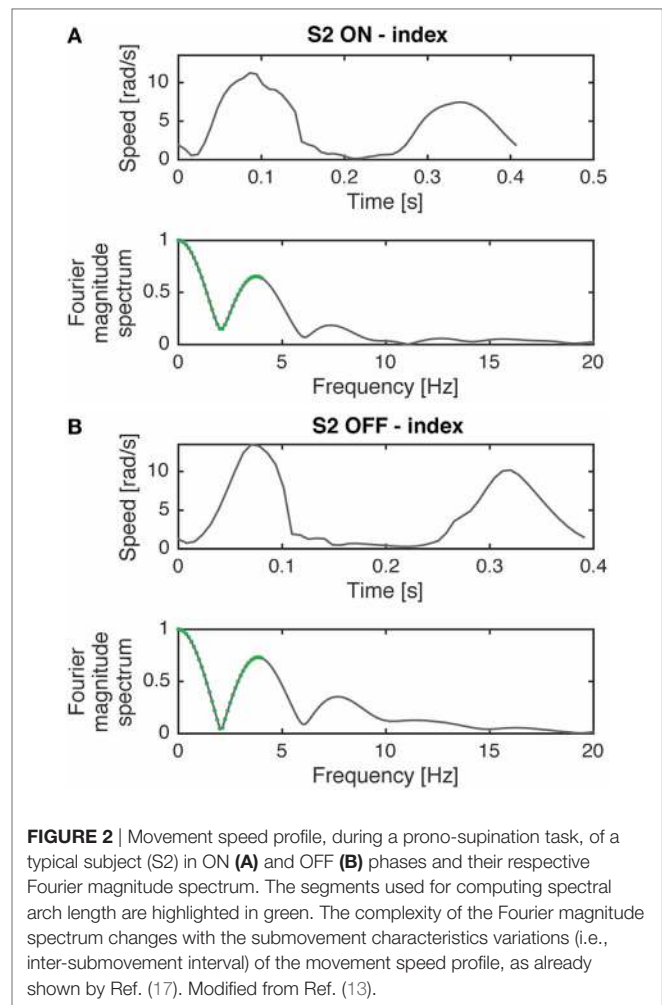 A
S2 ON - index
Speed [rad/s]
10
5
0
0 0.1 0.2 0.3 0.4 0.5
Time [s]
Fourier
magnitude
spectrum
1
0.5
0
0 5 10 15 20
Frequency [Hz]
B
S2 OFF - index
Speed [rad/s]
10
5
0
0 0.1 0.2 0.3 0.4
Time [s]
Fourier
magnitude
spectrum
1
0.5
0
0 5 10 15 20
Frequency [Hz]
FIGURE 2 | Movement speed profile, during a prono-supination task, of a
typical subject (S2) in ON (A) and OFF (B) phases and their respective
Fourier magnitude spectrum. The segments used for computing spectral
arch length are highlighted in green. The complexity of the Fourier magnitude
spectrum changes with the submovement characteristics variations (i.e.,
inter-submovement interval) of the movement speed profile, as already
shown by Ref. (17). Modified from Ref. (13).